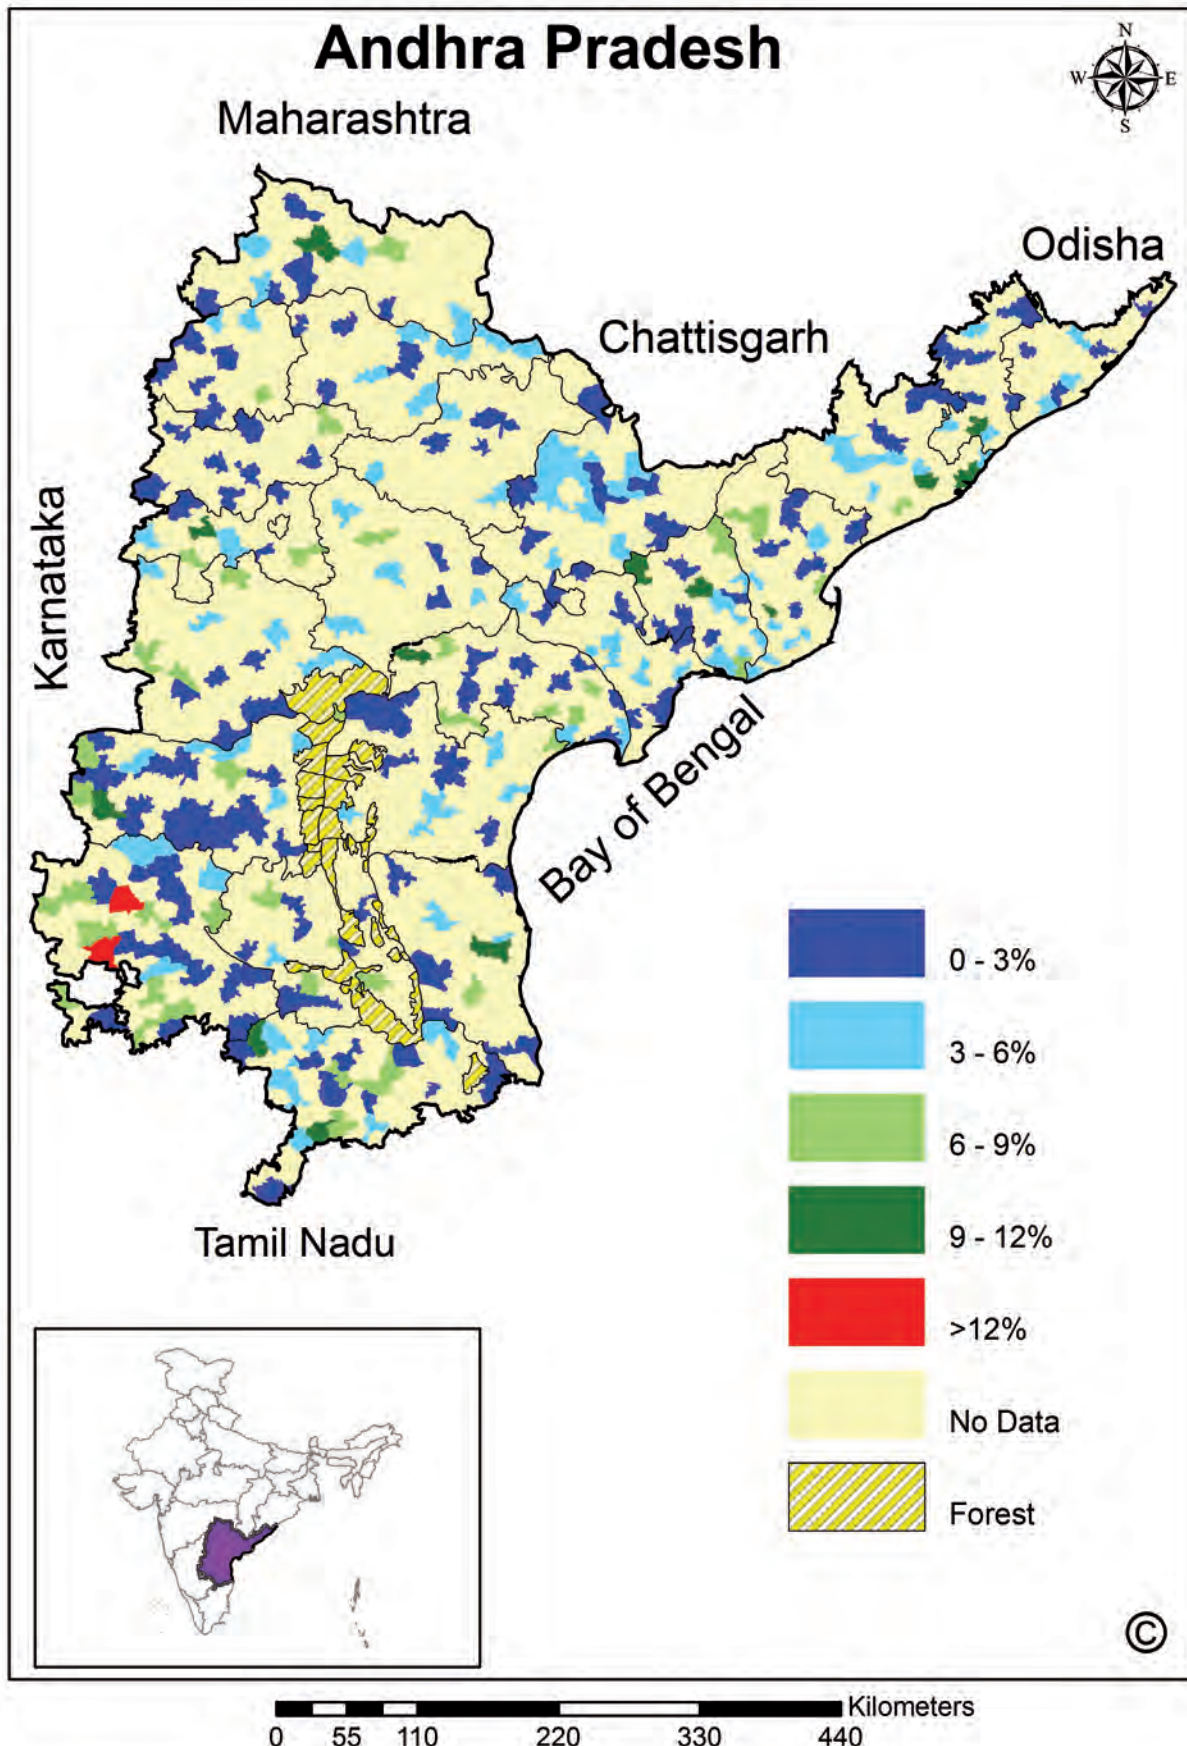 Andhra Pradesh
N
W
E
S
Maharashtra
Odisha
Chattisgarh
Karnataka
Bay of Bengal
0 - 3%
3 - 6%
6 - 9%
9 - 12%
>12%
No Data
Forest
Tamil Nadu
©
Kilometers
0 55 110 220 330 440